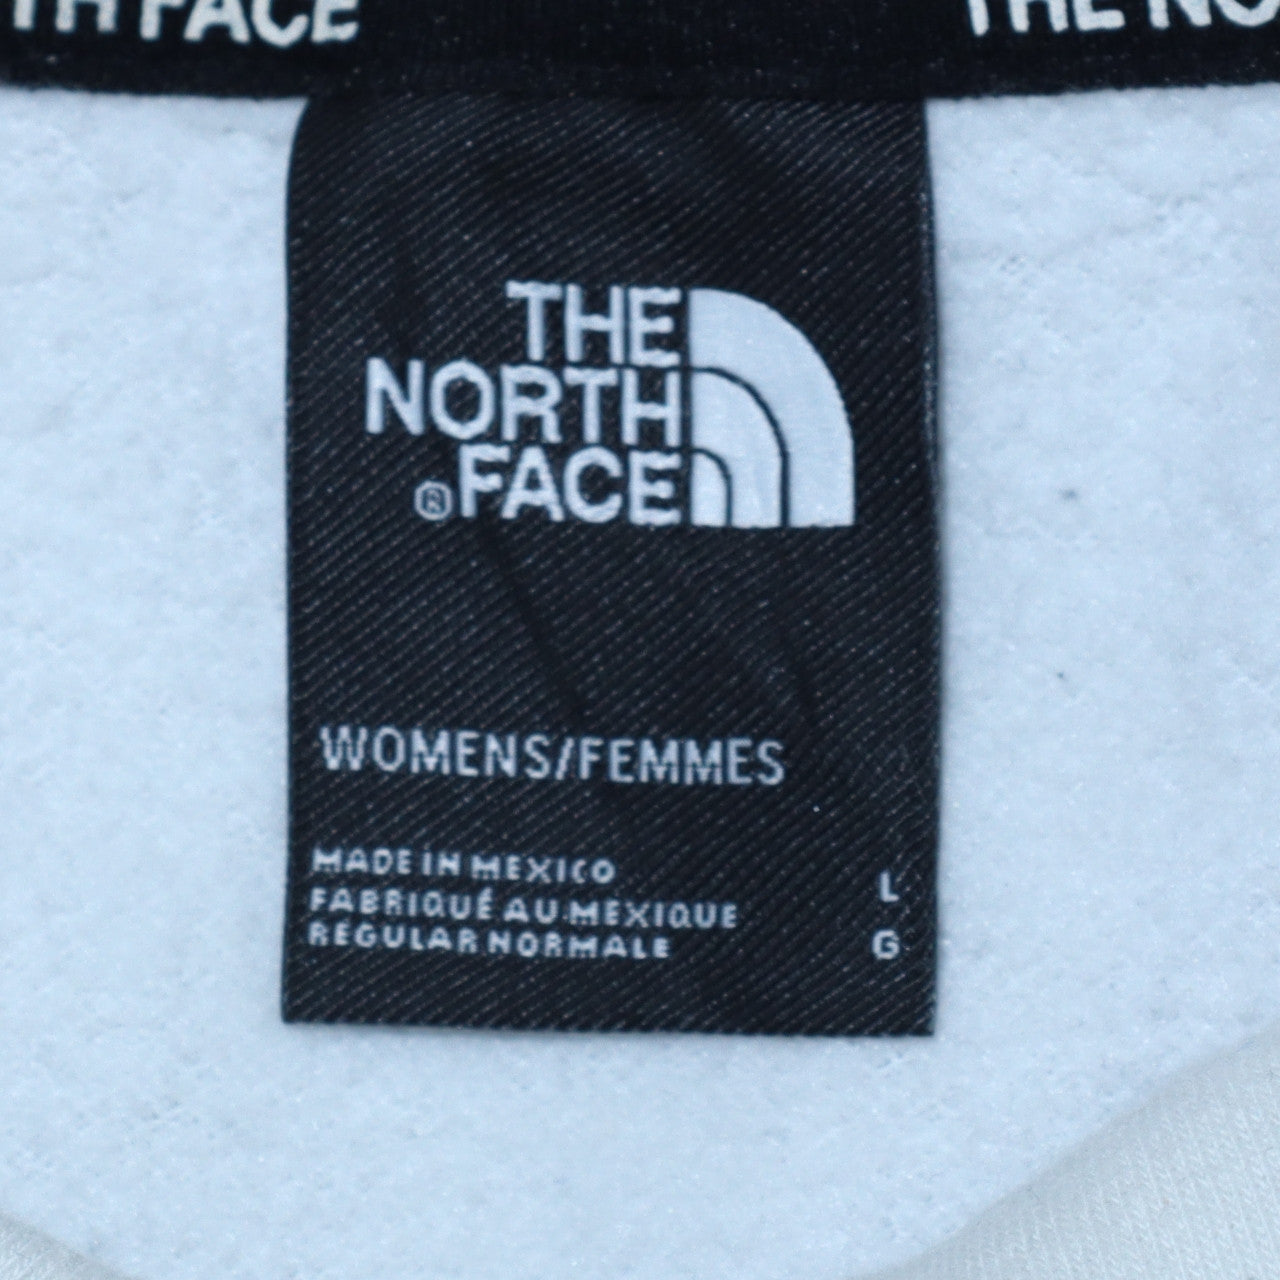 TH FACE
THE NO
THE
NORTH
®FACE
WOMENS/FEMMES
MADE IN MEXICO
FABRIQUÉ AU MEXIQUE
REGULAR NORMALE
L
G